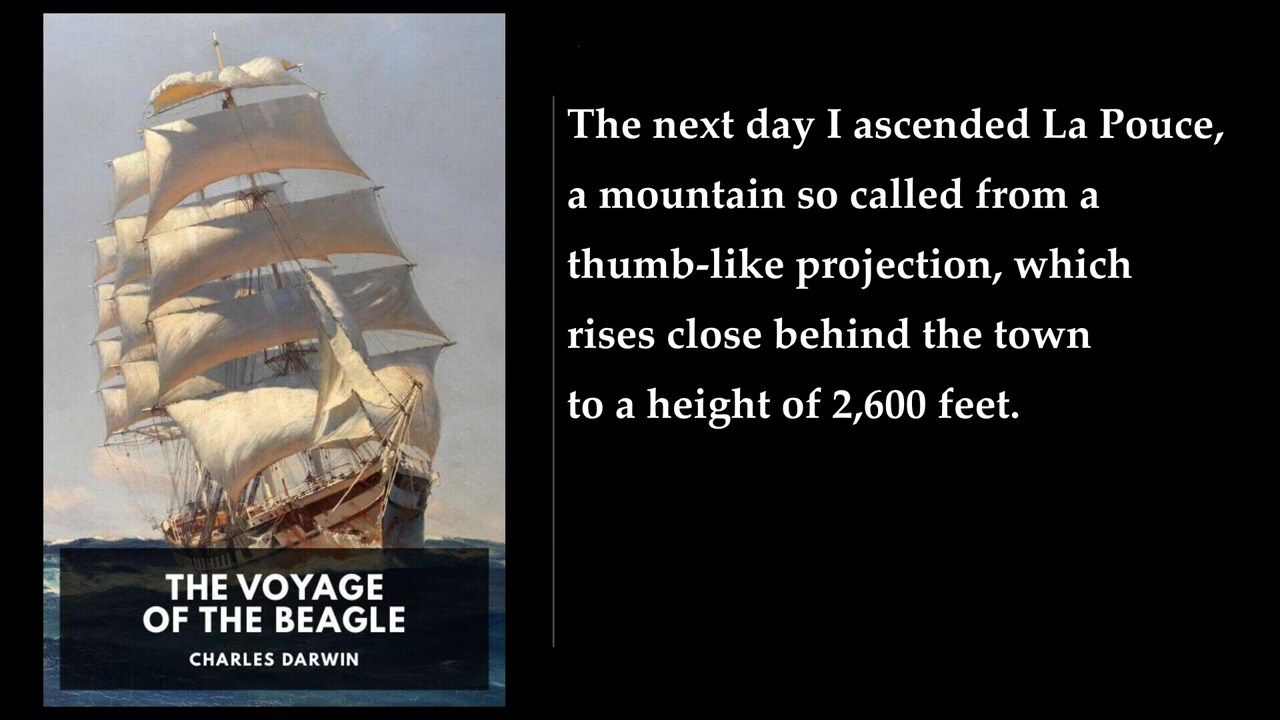 THE VOYAGE
OF THE BEAGLE
CHARLES DARWIN
The next day I ascended La Pouce,
a mountain so called from a
thumb-like projection, which
rises close behind the town
to a height of 2,600 feet.